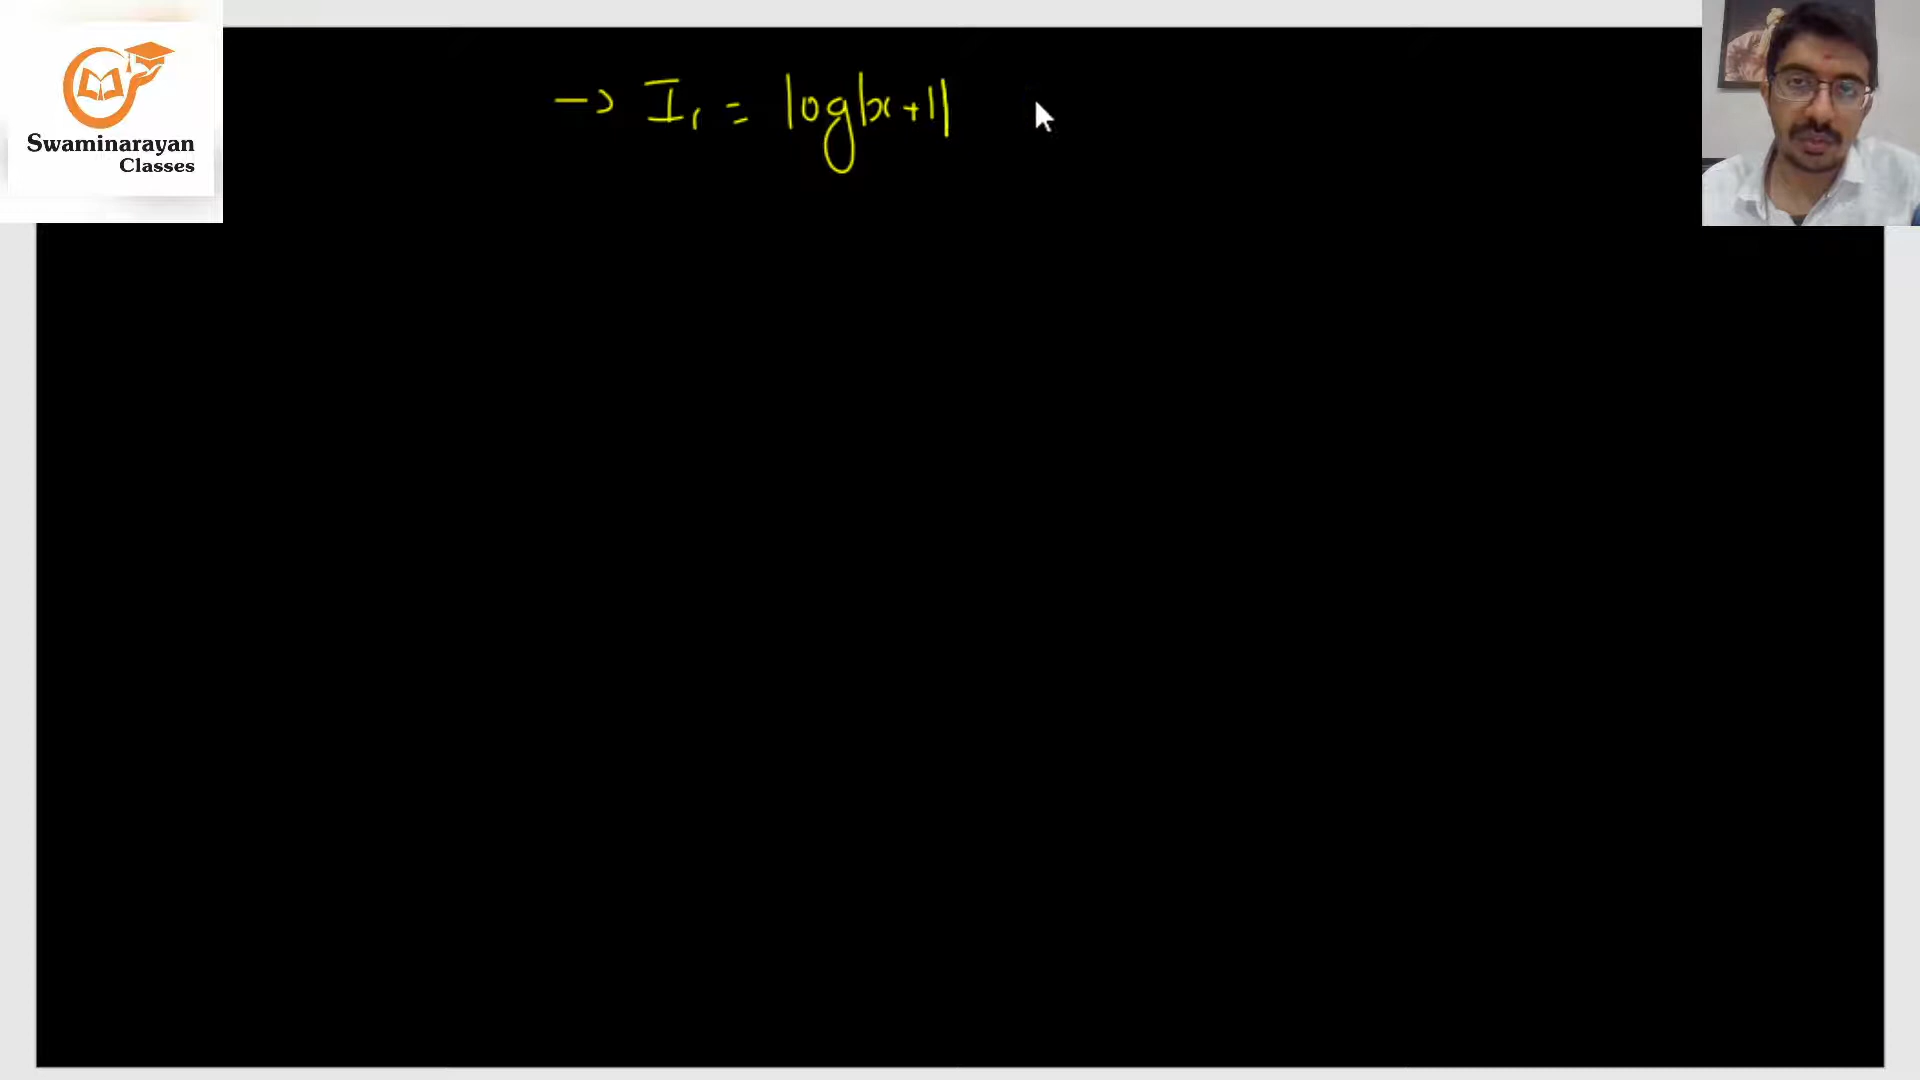 Swaminarayan
Classes
→ I₁ = log|x+1|